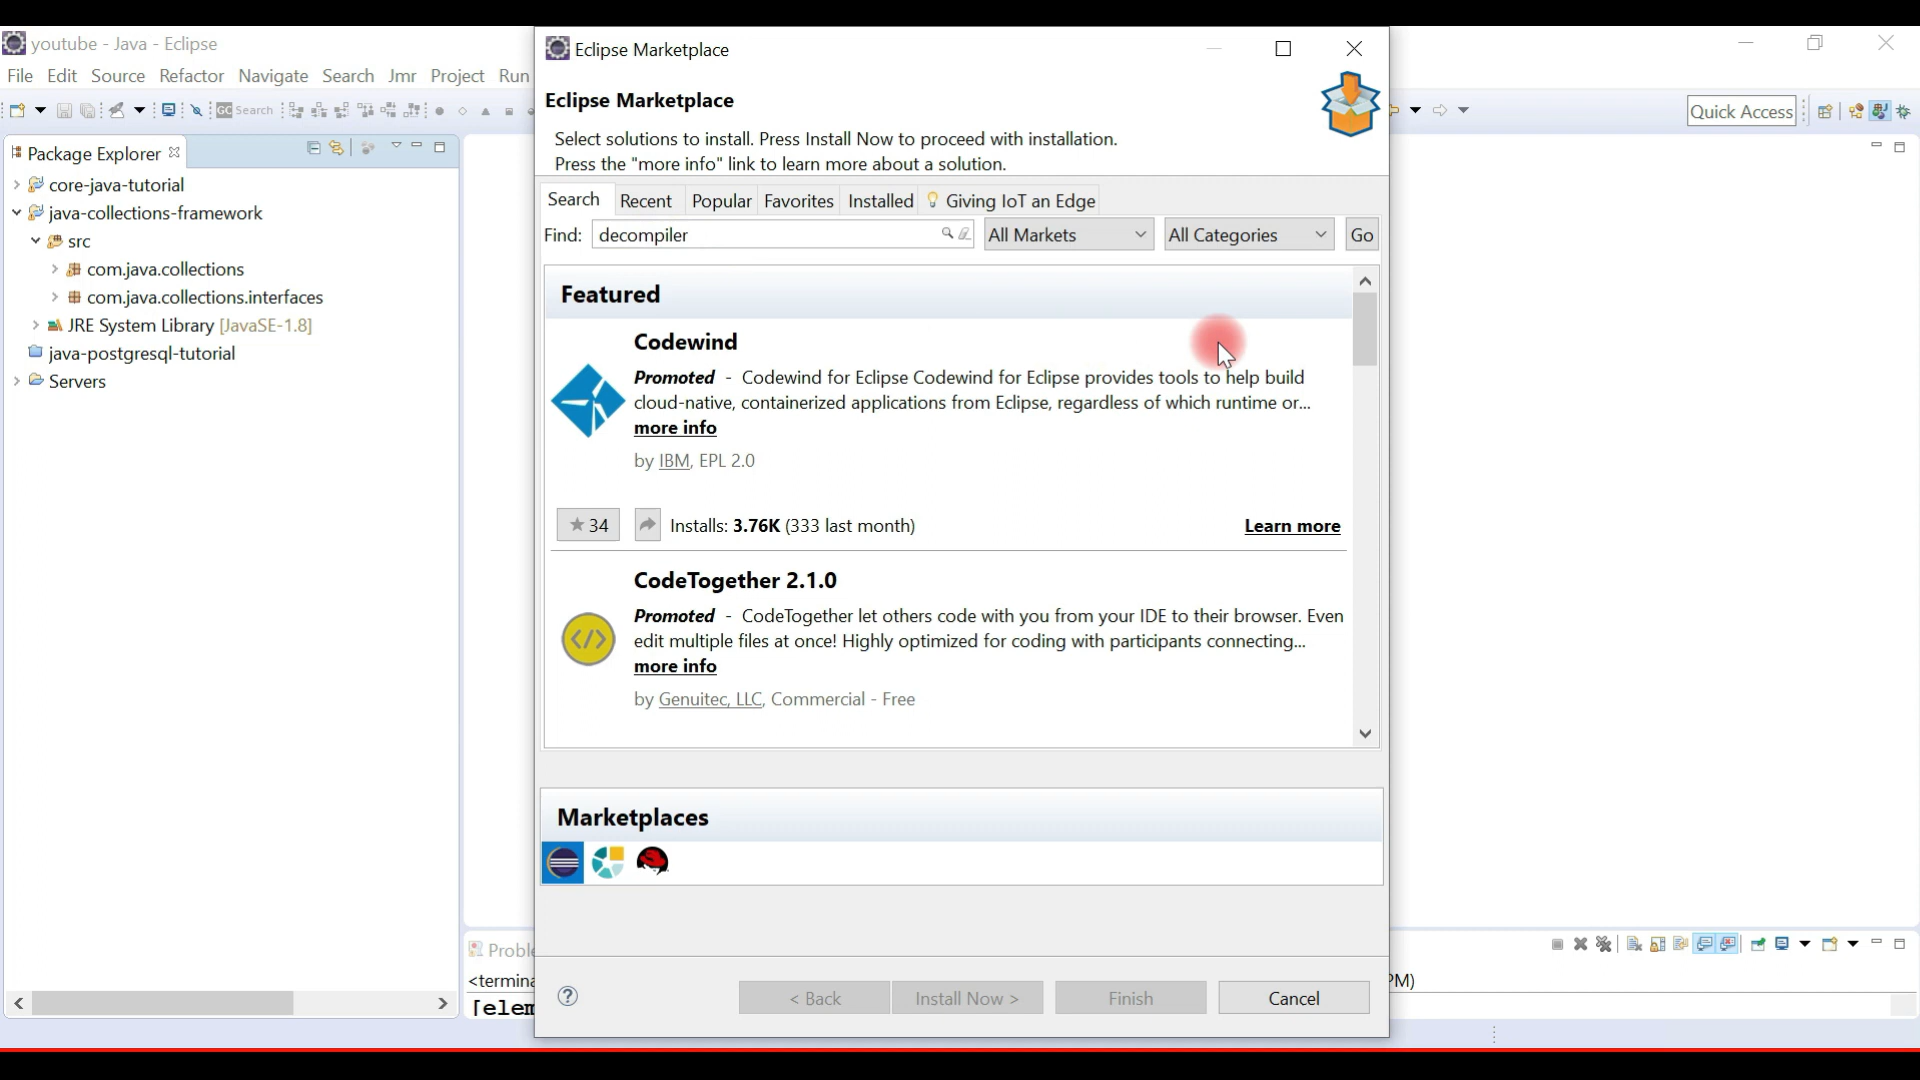 youtube - Java - Eclipse
File Edit Source Refactor Navigate Search Jmr Project Run
Search
Quick Access
Package Explorer
core-java-tutorial
java-collections-framework
src
com.java.collections
com.java.collections.interfaces
JRE System Library [JavaSE-1.8]
java-postgresql-tutorial
Servers
Eclipse Marketplace
Eclipse Marketplace
Select solutions to install. Press Install Now to proceed with installation.
Press the "more info" link to learn more about a solution.
Search Recent Popular Favorites Installed Giving IoT an Edge
Find: decompiler All Markets All Categories Go
Featured
Codewind
Promoted - Codewind for Eclipse Codewind for Eclipse provides tools to help build
cloud-native, containerized applications from Eclipse, regardless of which runtime or...
more info
by IBM, EPL 2.0
34 Installs: 3.76K (333 last month) Learn more
CodeTogether 2.1.0
Promoted - CodeTogether let others code with you from your IDE to their browser. Even
edit multiple files at once! Highly optimized for coding with participants connecting...
more info
by Genuitec, LLC, Commercial - Free
Marketplaces
< Back Install Now > Finish Cancel
Proble
<termina PM)
[elem